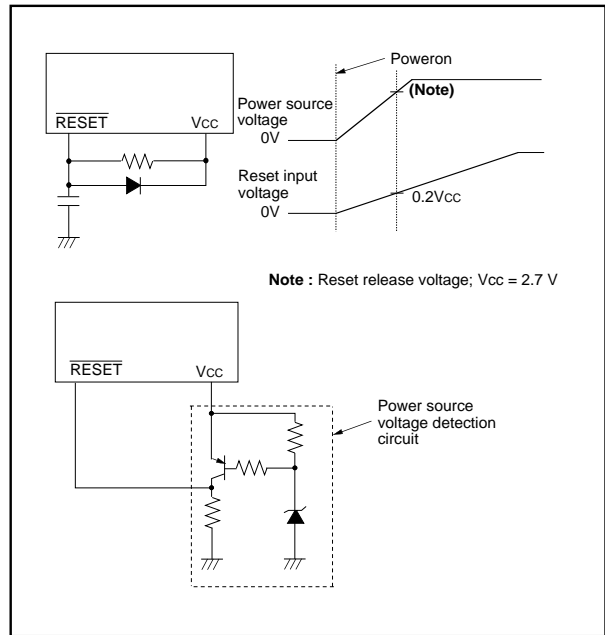 Poweron
(Note)
Power source
voltage
0V
RESET
Vcc
Reset input
voltage
0V
0.2Vcc
Note : Reset release voltage; Vcc = 2.7 V
RESET
Vcc
Power source
voltage detection
circuit